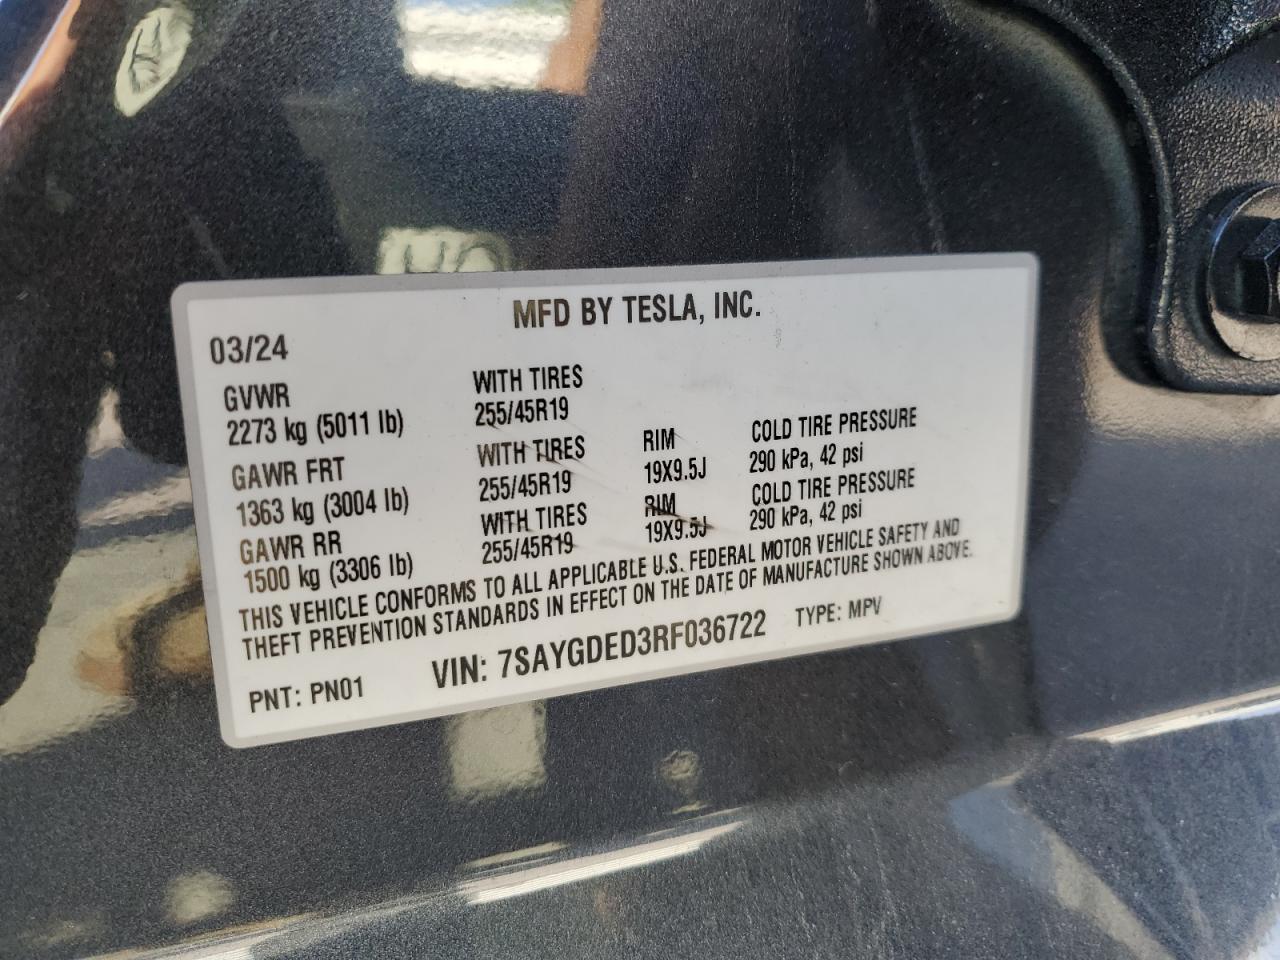 MFD BY TESLA, INC.
03/24
GVWR WITH TIRES
2273 kg (5011 lb) 255/45R19
GAWR FRT WITH TIRES RIM COLD TIRE PRESSURE
1363 kg (3004 lb) 255/45R19 19X9.5J 290 kPa, 42 psi
GAWR RR WITH TIRES RIM COLD TIRE PRESSURE
1500 kg (3306 lb) 255/45R19 19X9.5J 290 kPa, 42 psi
THIS VEHICLE CONFORMS TO ALL APPLICABLE U.S. FEDERAL MOTOR VEHICLE SAFETY AND
THEFT PREVENTION STANDARDS IN EFFECT ON THE DATE OF MANUFACTURE SHOWN ABOVE.
PNT: PN01 VIN: 7SAYGDED3RF036722 TYPE: MPV